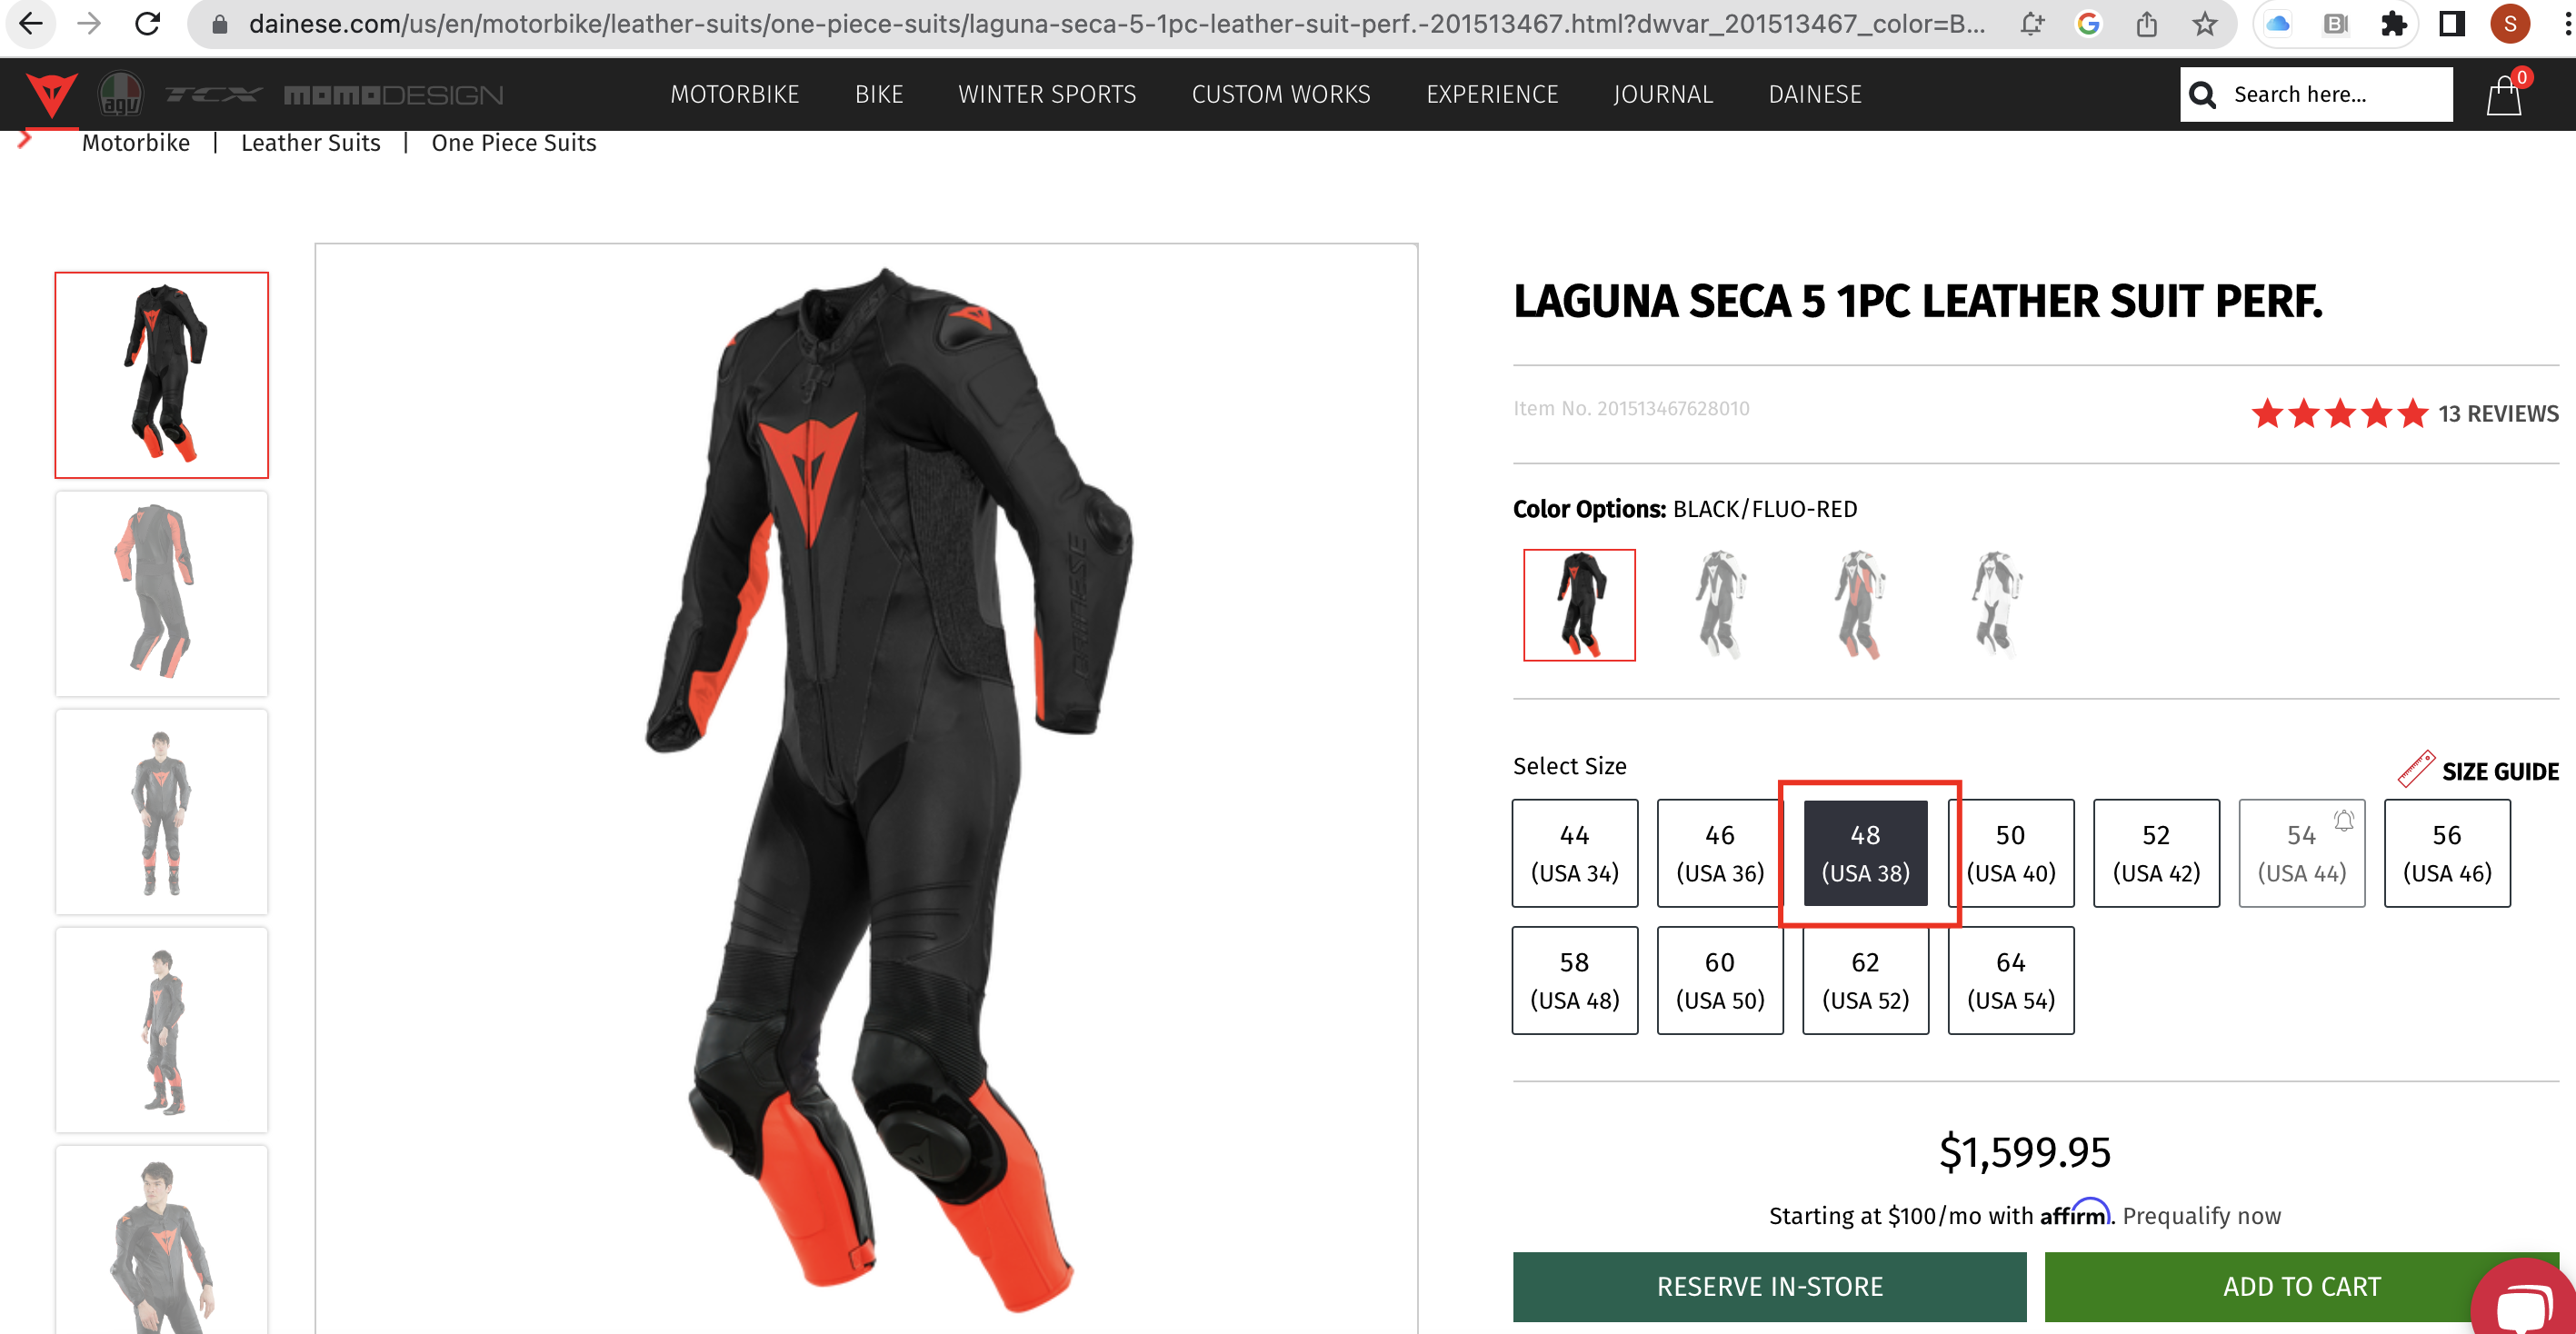 dainese.com/us/en/motorbike/leather-suits/one-piece-suits/laguna-seca-5-1pc-leather-suit-perf.-201513467.html?dwvar_201513467_color=B...
S
agv
TCX
momoDESIGN
MOTORBIKE
BIKE
WINTER SPORTS
CUSTOM WORKS
EXPERIENCE
JOURNAL
DAINESE
Search here...
0
Motorbike | Leather Suits | One Piece Suits
DAINESE
LAGUNA SECA 5 1PC LEATHER SUIT PERF.
Item No. 201513467628010
13 REVIEWS
Color Options: BLACK/FLUO-RED
Select Size
SIZE GUIDE
44
(USA 34)
46
(USA 36)
48
(USA 38)
50
(USA 40)
52
(USA 42)
54
(USA 44)
56
(USA 46)
58
(USA 48)
60
(USA 50)
62
(USA 52)
64
(USA 54)
$1,599.95
Starting at $100/mo with affirm. Prequalify now
RESERVE IN-STORE
ADD TO CART